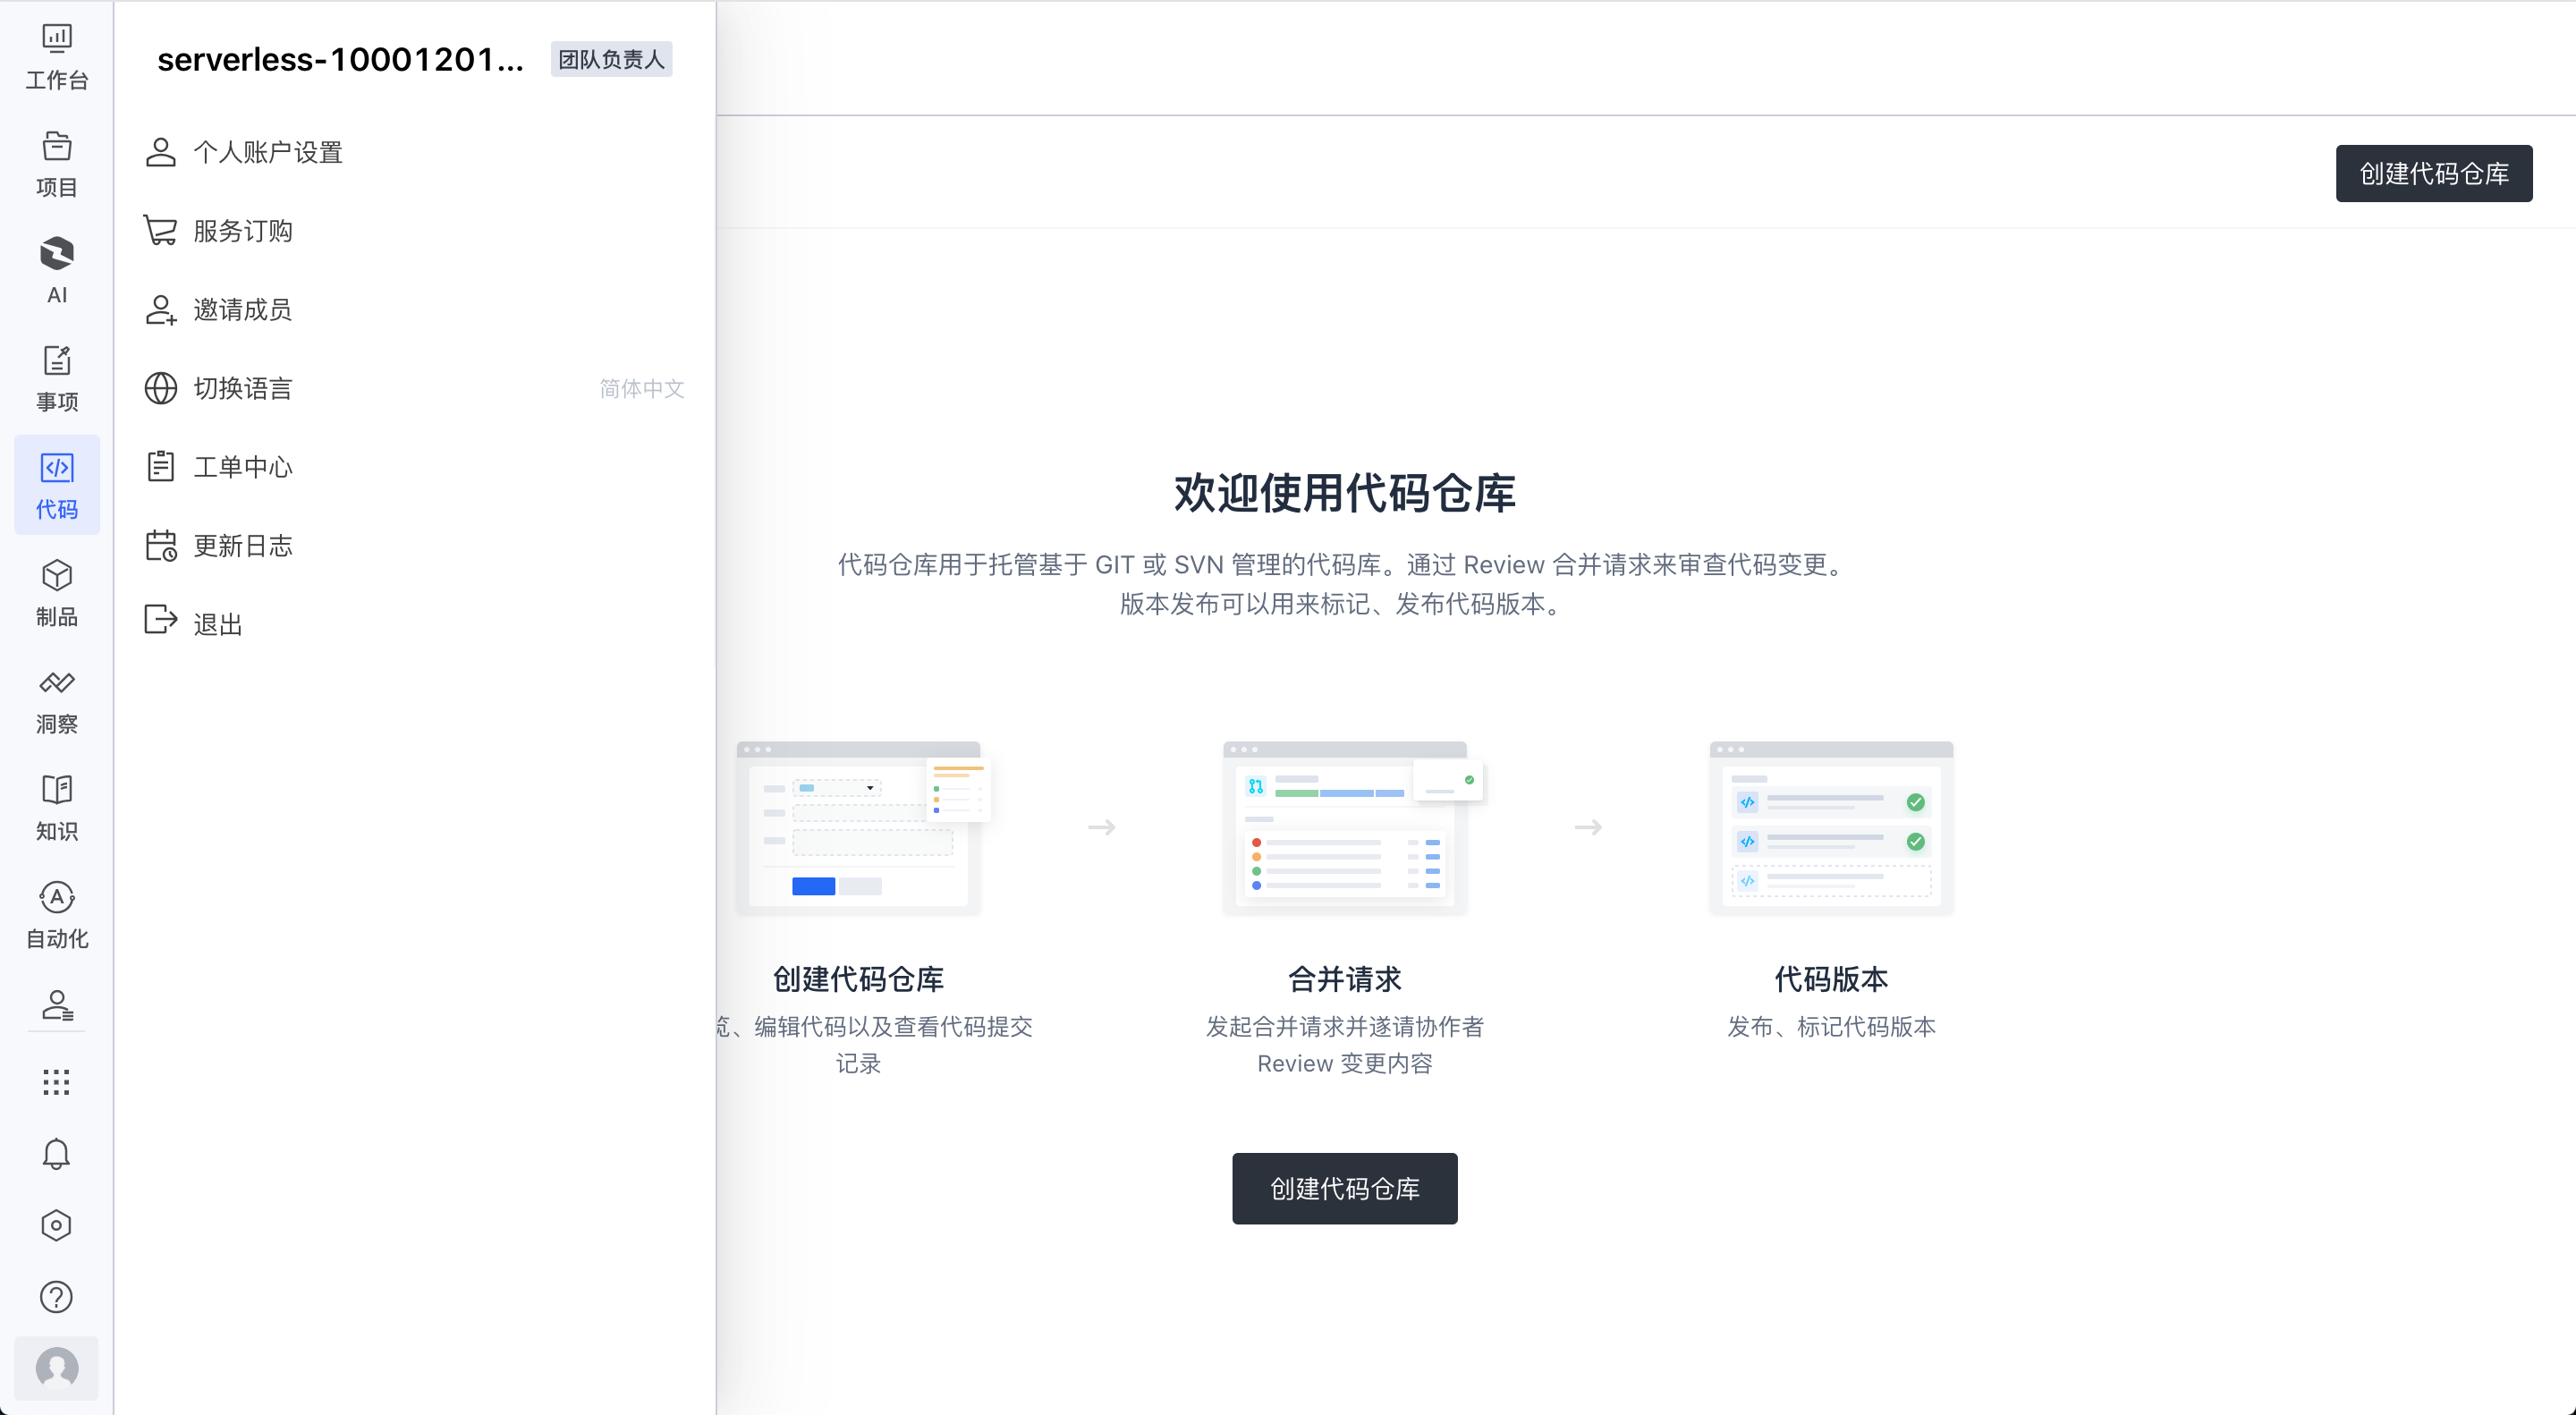 工作台
项目
AI
事项
代码
制品
洞察
知识
自动化
serverless-10001201...
团队负责人
个人账户设置
服务订购
邀请成员
切换语言
简体中文
工单中心
更新日志
退出
创建代码仓库
欢迎使用代码仓库
代码仓库用于托管基于 GIT 或 SVN 管理的代码库。通过 Review 合并请求来审查代码变更。
版本发布可以用来标记、发布代码版本。
创建代码仓库
览、编辑代码以及查看代码提交
记录
合并请求
发起合并请求并邀请协作者
Review 变更内容
代码版本
发布、标记代码版本
创建代码仓库